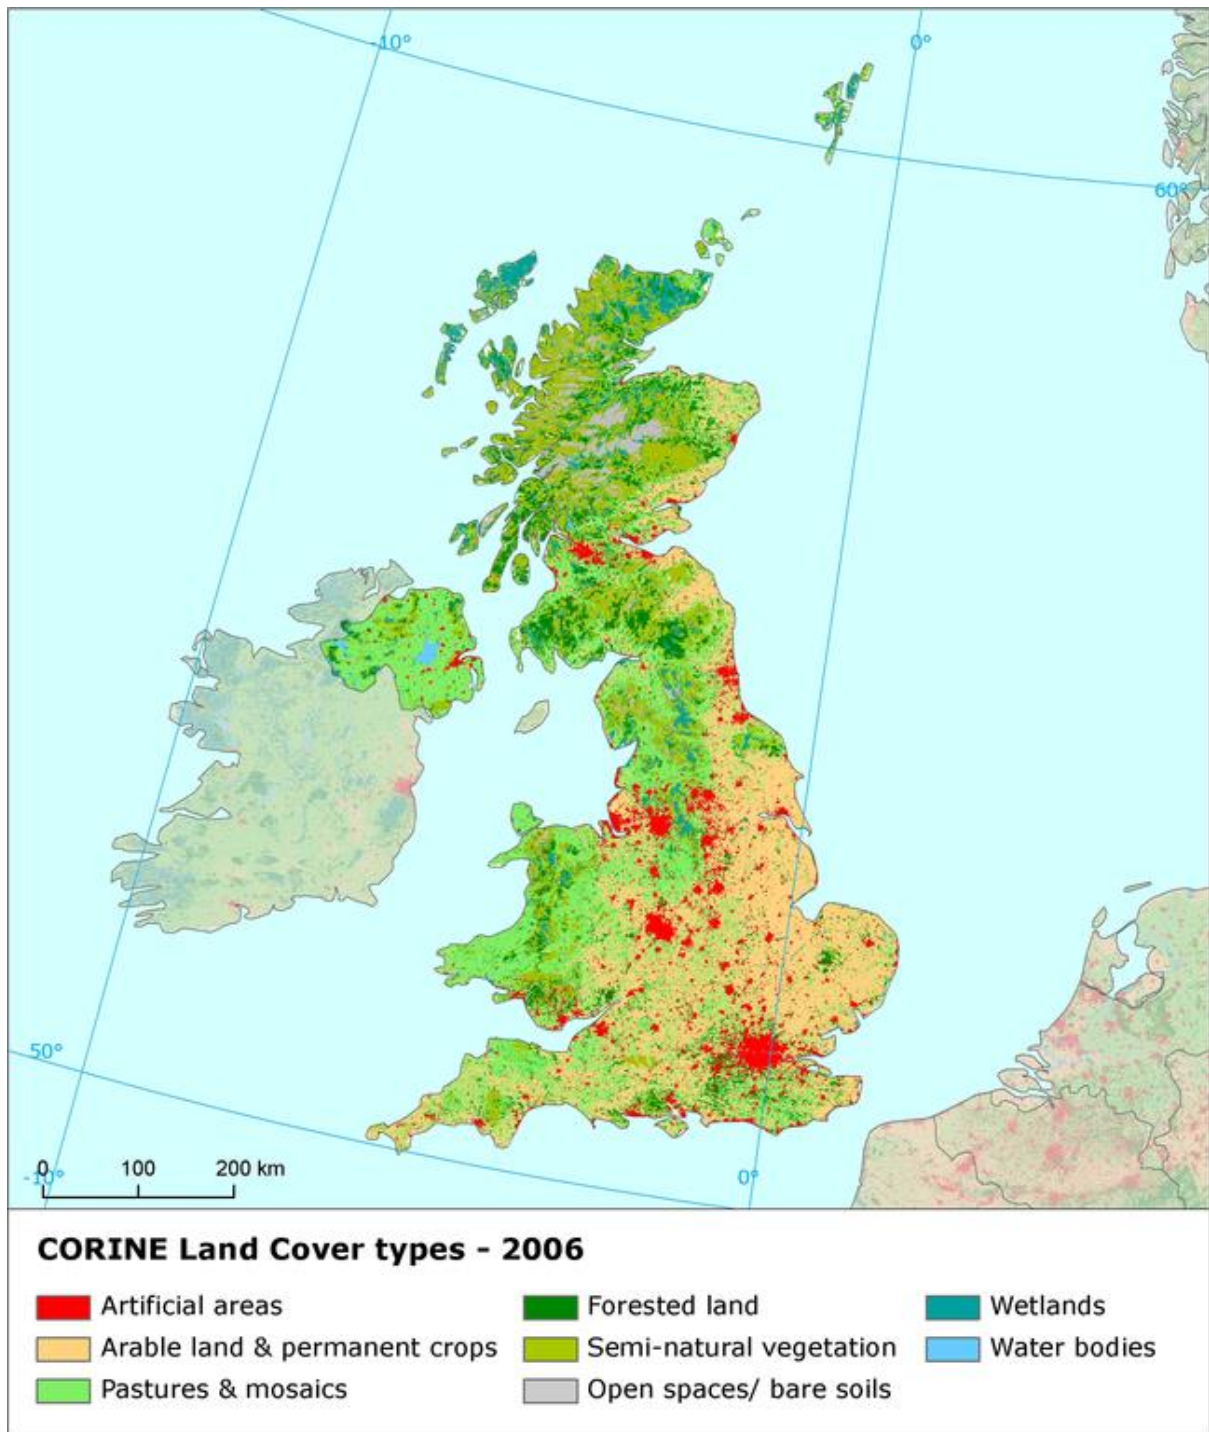 -10°
0°
60°
50°
0 100 200 km
-10°
0°
CORINE Land Cover types - 2006
Artificial areas
Arable land & permanent crops
Pastures & mosaics
Forested land
Semi-natural vegetation
Open spaces/ bare soils
Wetlands
Water bodies